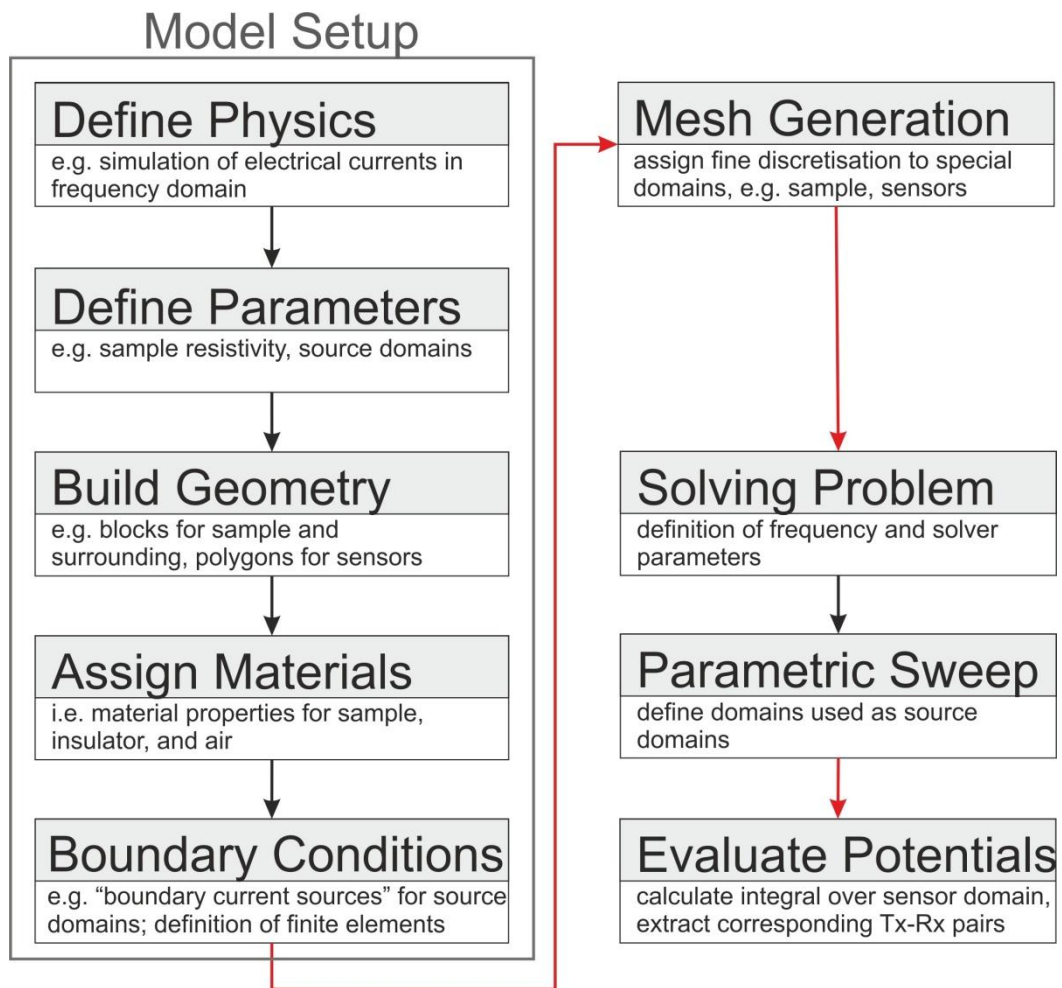 Model Setup
Define Physics
e.g. simulation of electrical currents in
frequency domain
Define Parameters
e.g. sample resistivity, source domains
Build Geometry
e.g. blocks for sample and
surrounding, polygons for sensors
Assign Materials
i.e. material properties for sample,
insulator, and air
Boundary Conditions
e.g. “boundary current sources” for source
domains; definition of finite elements
Mesh Generation
assign fine discretisation to special
domains, e.g. sample, sensors
Solving Problem
definition of frequency and solver
parameters
Parametric Sweep
define domains used as source
domains
Evaluate Potentials
calculate integral over sensor domain,
extract corresponding Tx-Rx pairs